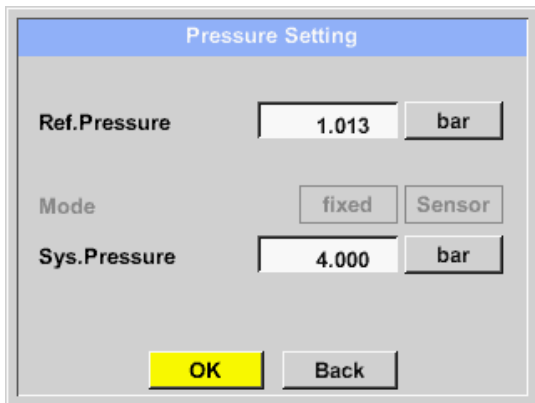 Pressure Setting
Ref.Pressure 1.013 bar
Mode fixed Sensor
Sys.Pressure 4.000 bar
OK Back